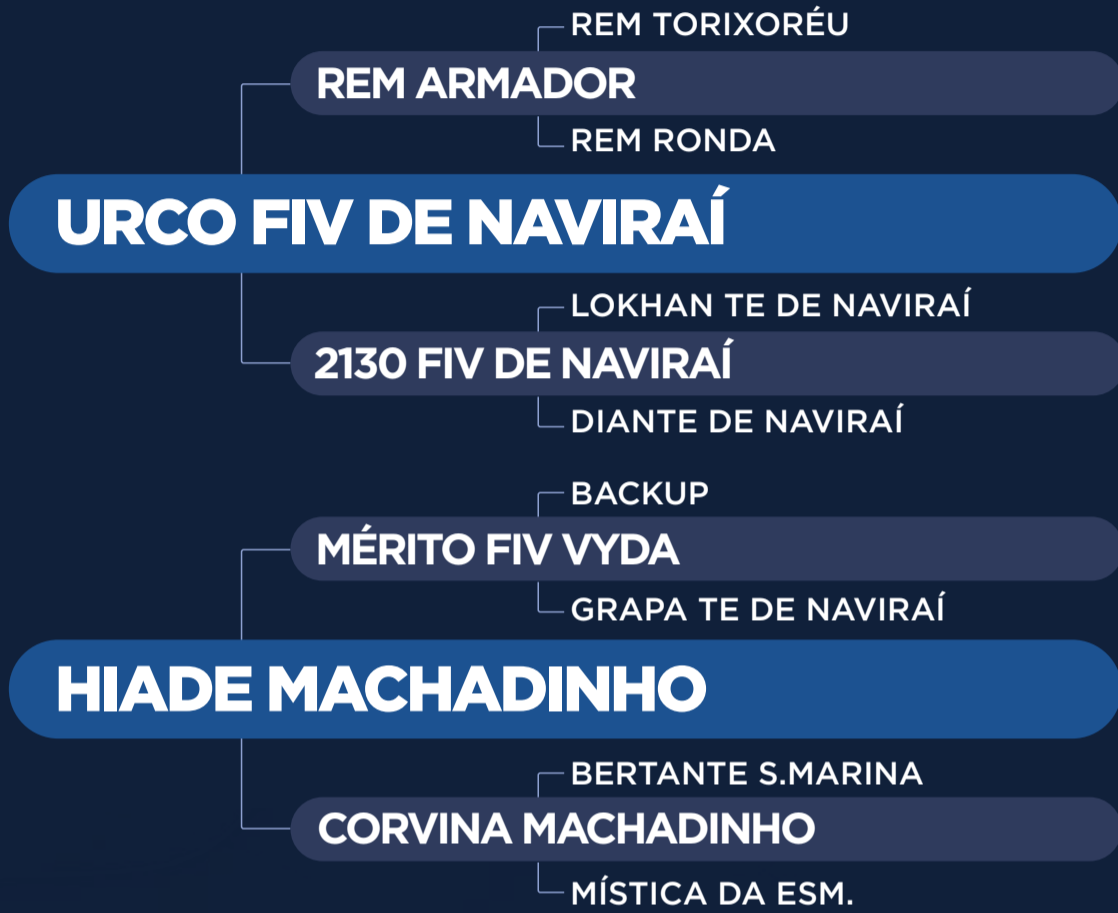 REM TORIXORÉU
REM ARMADOR
REM RONDA
URCO FIV DE NAVIRAÍ
LOKHAN TE DE NAVIRAÍ
2130 FIV DE NAVIRAÍ
DIANTE DE NAVIRAÍ
BACKUP
MÉRITO FIV VYDA
GRAPA TE DE NAVIRAÍ
HIADE MACHADINHO
BERTANTE S.MARINA
CORVINA MACHADINHO
MÍSTICA DA ESM.